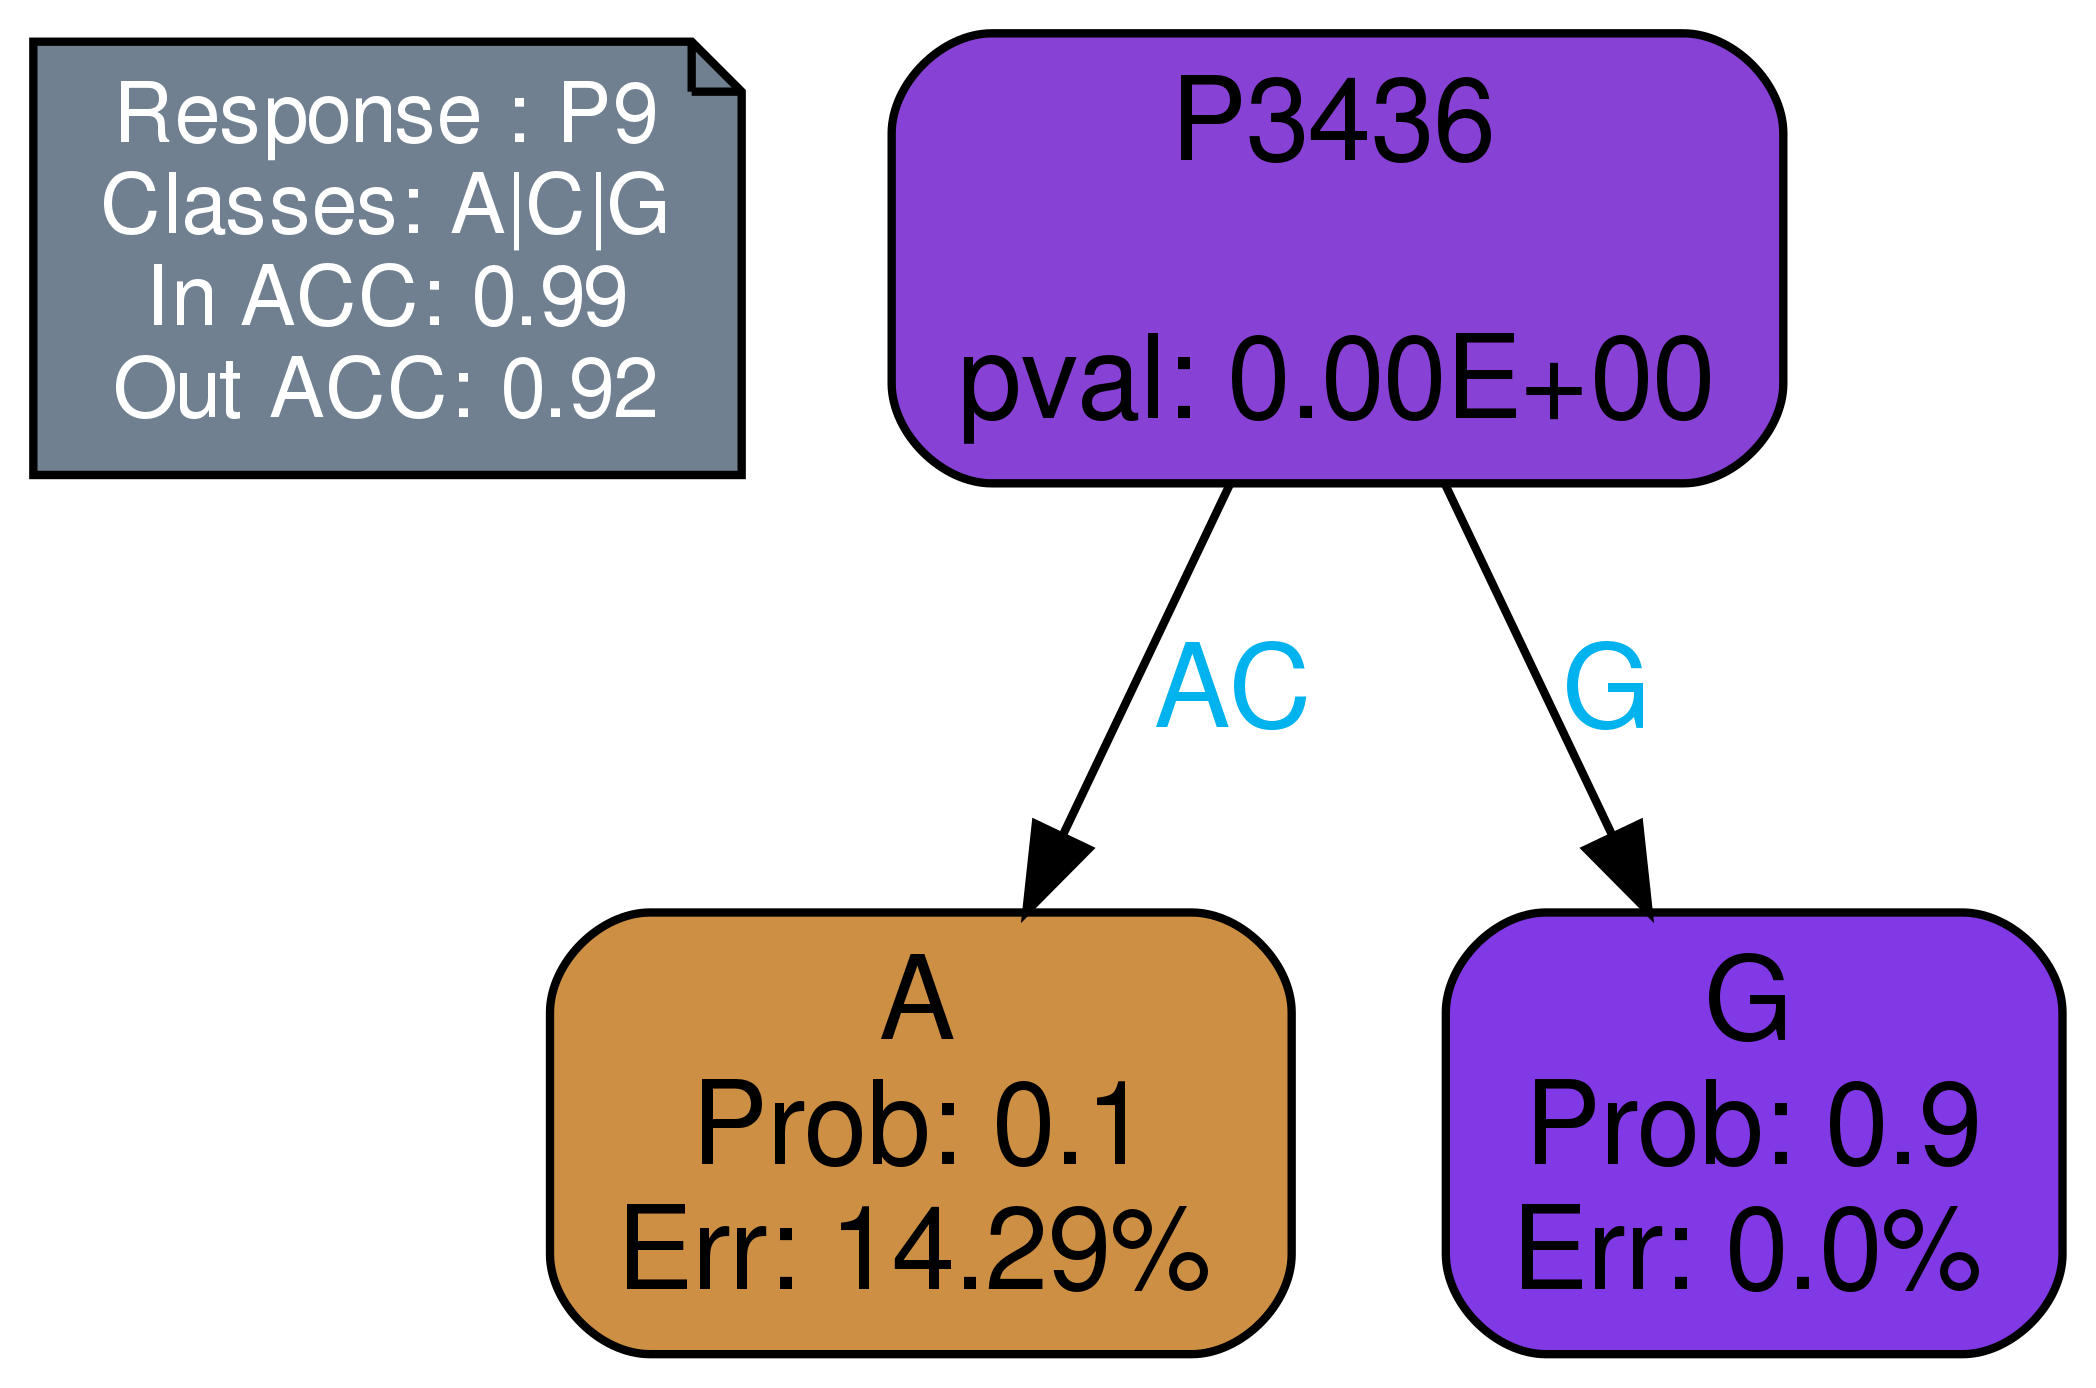 Response : P9
Classes: A|C|G
In ACC: 0.99
Out ACC: 0.92
P3436
pval: 0.00E+00
AC
G
A
Prob: 0.1
Err: 14.29%
G
Prob: 0.9
Err: 0.0%